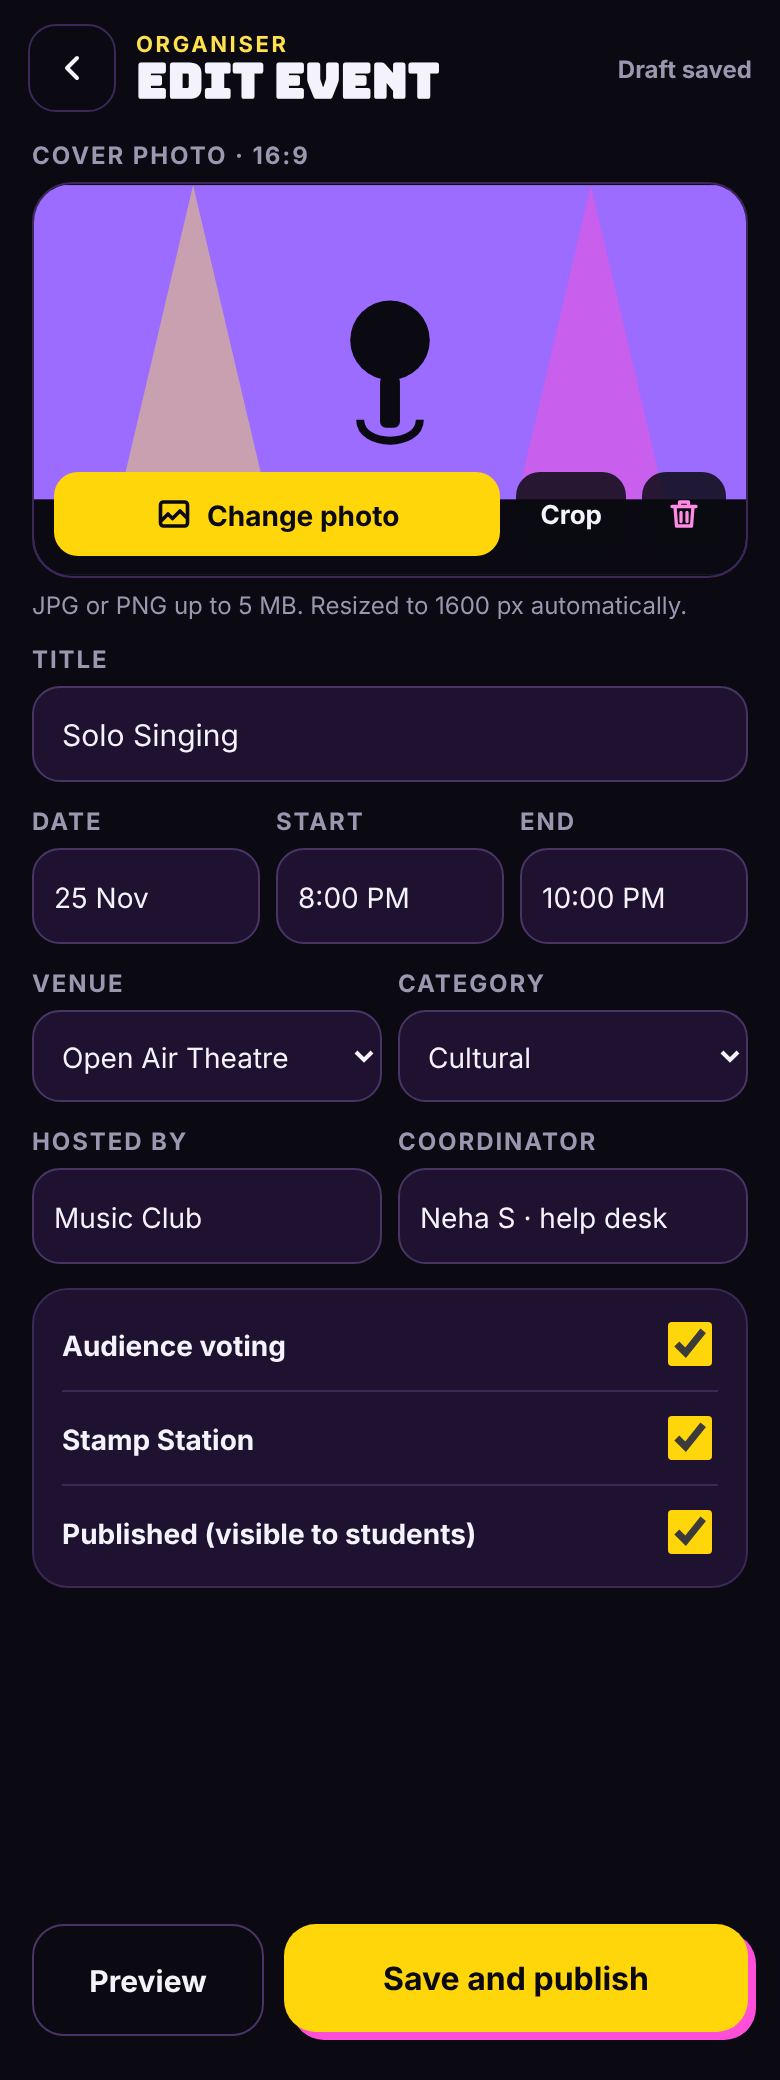 ORGANISER
EDIT EVENT
Draft saved
COVER PHOTO · 16:9
Change photo
Crop
JPG or PNG up to 5 MB. Resized to 1600 px automatically.
TITLE
Solo Singing
DATE
START
END
25 Nov
8:00 PM
10:00 PM
VENUE
CATEGORY
Open Air Theatre
Cultural
HOSTED BY
COORDINATOR
Music Club
Neha S · help desk
Audience voting
Stamp Station
Published (visible to students)
Preview
Save and publish